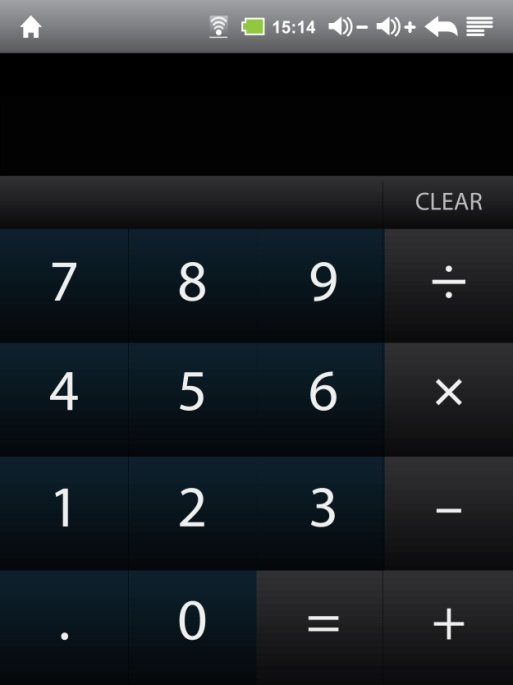 15:14 − +
CLEAR
7 8 9 ÷
4 5 6 ×
1 2 3 −
. 0 = +